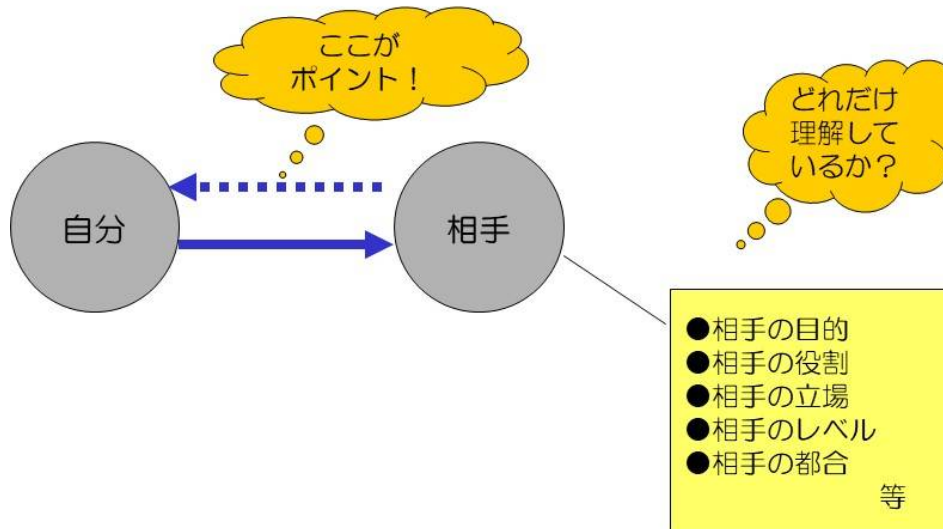 ここが
ポイント！
どれだけ
理解して
いるか？
自分
相手
●相手の目的
●相手の役割
●相手の立場
●相手のレベル
●相手の都合
等